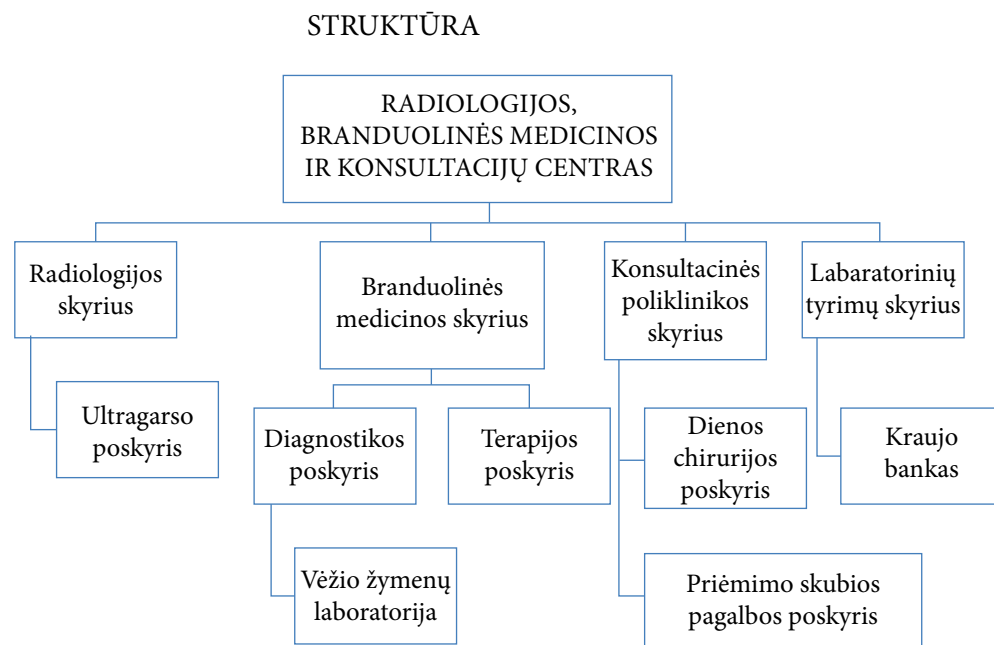 STRUKTŪRA
RADIOLOGIJOS,
BRANDUOLINĖS MEDICINOS
IR KONSULTACIJŲ CENTRAS
Radiologijos
skyrius
Branduolinės
medicinos skyrius
Konsultacinės
poliklinikos
skyrius
Labaratorinių
tyrimų skyrius
Ultragarso
poskyris
Diagnostikos
poskyris
Terapijos
poskyris
Dienos
chirurijos
poskyris
Kraujo
bankas
Vėžio žymenų
laboratorija
Priėmimo skubios
pagalbos poskyris